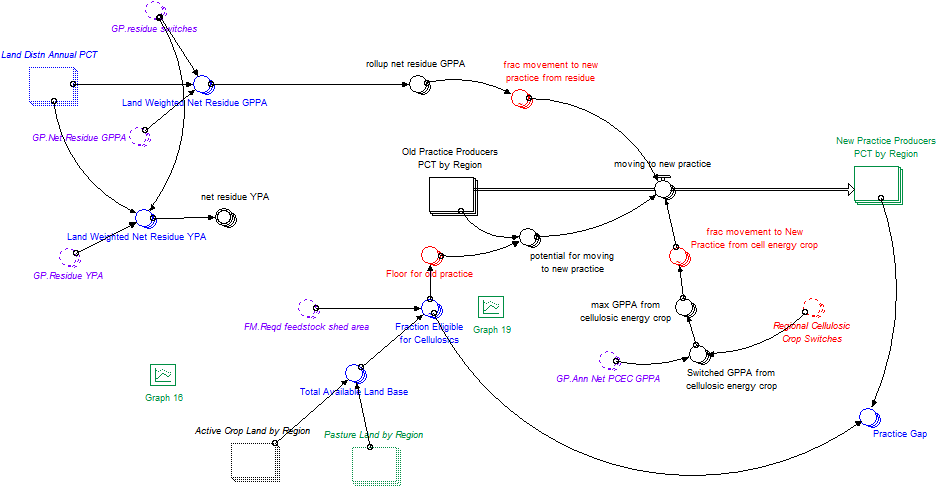 GP.residue switches
Land Distn Annual PCT
rollup net residue GPPA
frac movement to new
practice from residue
Land Weighted Net Residue GPPA
GP.Net Residue GPPA
Old Practice Producers
PCT by Region
moving to new practice
New Practice Producers
PCT by Region
net residue YPA
Land Weighted Net Residue YPA
frac movement to New
Practice from cell energy crop
potential for moving
to new practice
GP.Residue YPA
Floor for old practice
max GPPA from
cellulosic energy crop
FM.Reqd feedstock shed area
Fraction Elligible
for Cellulosics
Graph 19
Regional Cellulosic
Crop Switches
Switched GPPA from
cellulosic energy crop
GP.Ann Net PCEC GPPA
Graph 16
Total Available Land Base
Active Crop Land by Region
Pasture Land by Region
Practice Gap